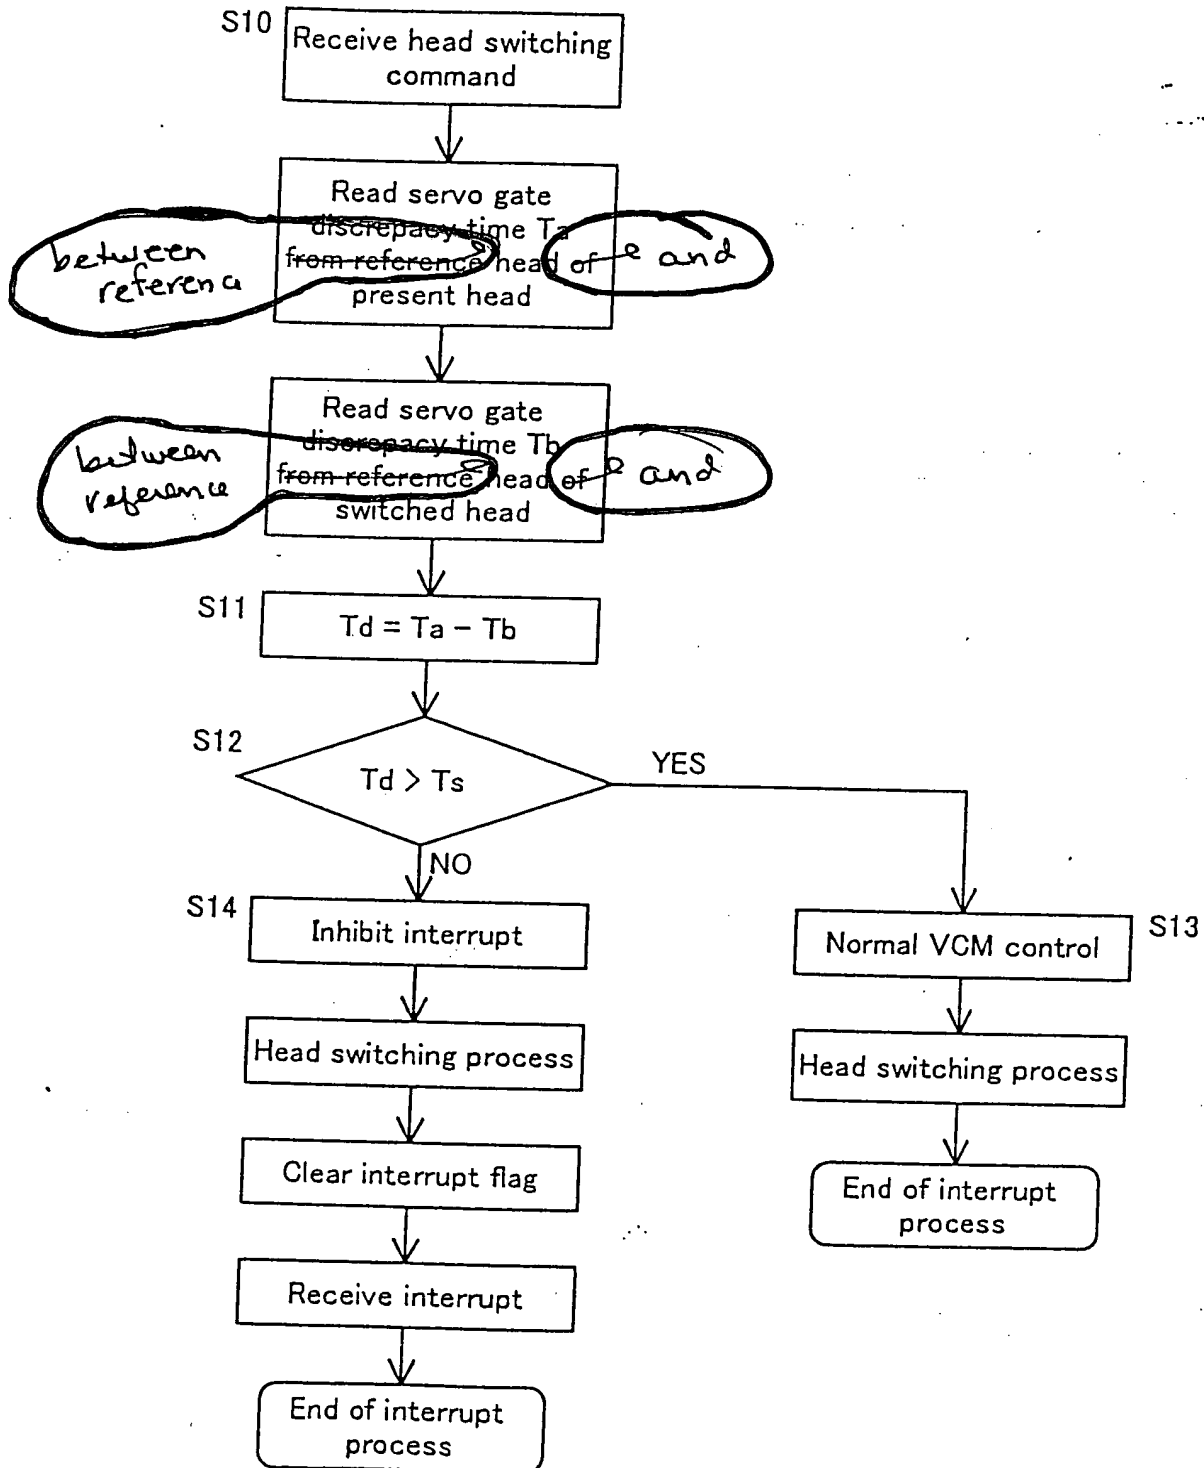 S10
Receive head switching
command
Read servo gate
discrepacy time Ta
between
reference
from reference head of and
present head
Read servo gate
discrepacy time Tb
between
reference
from reference head of and
switched head
S11
Td = Ta - Tb
S12
Td > Ts
YES
NO
S14
Inhibit interrupt
Normal VCM control
S13
Head switching process
Head switching process
Clear interrupt flag
End of interrupt
process
Receive interrupt
End of interrupt
process